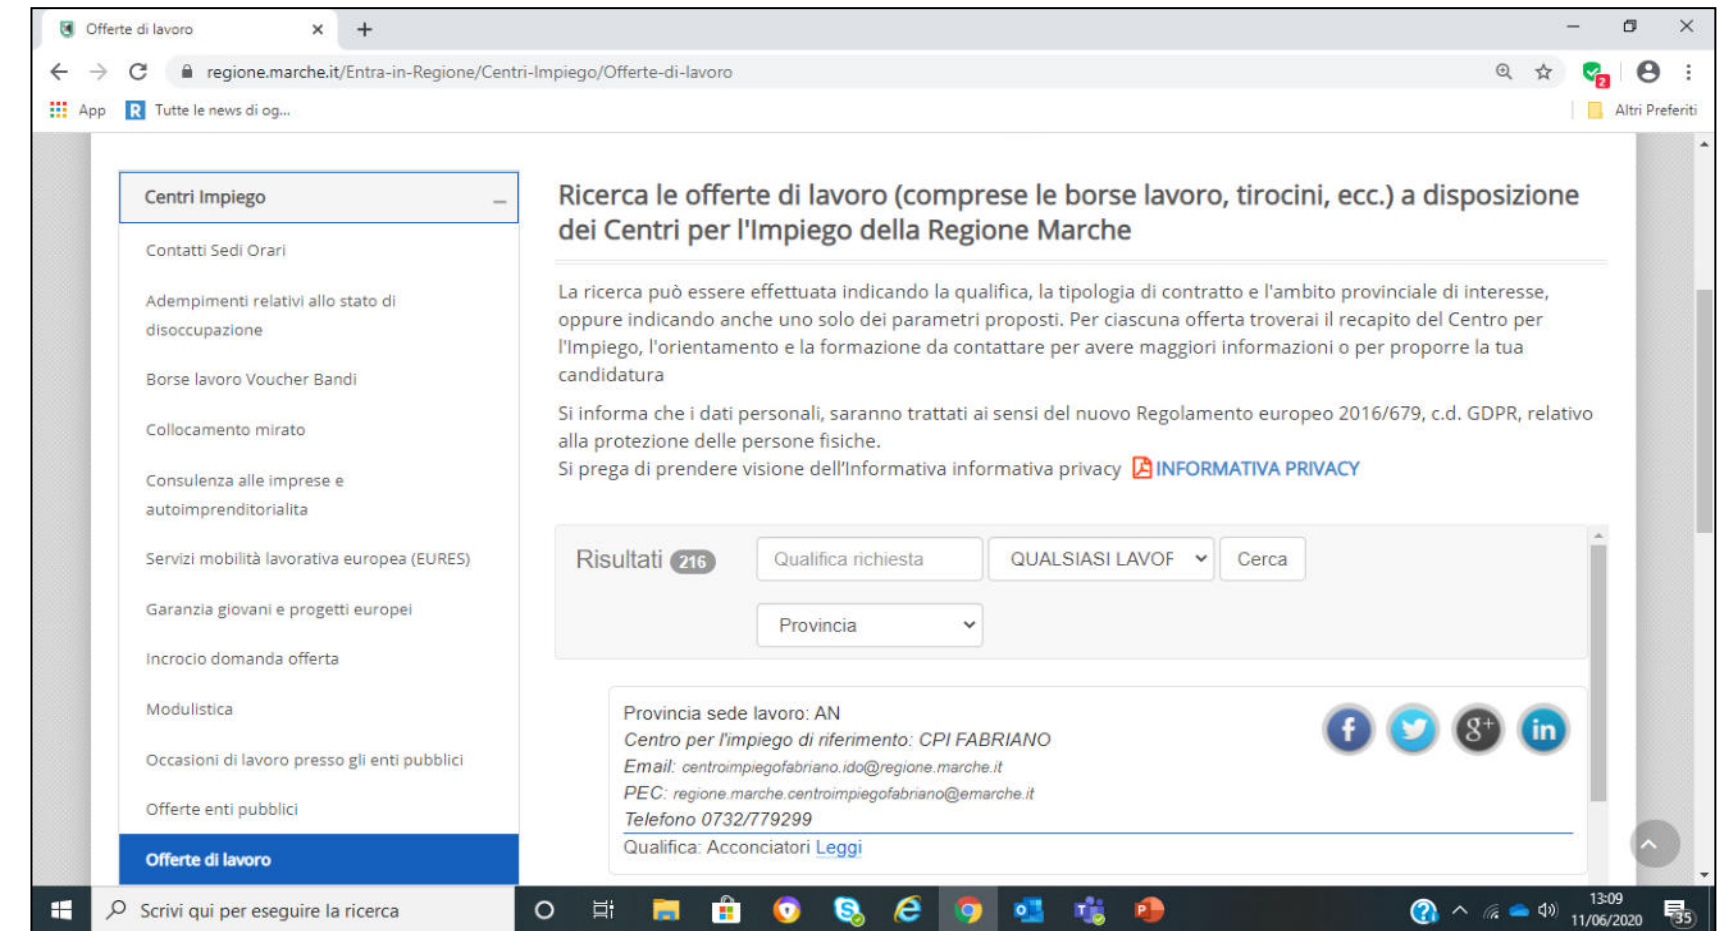 Offerte di lavoro
regione.marche.it/Entra-in-Regione/Centri-Impiego/Offerte-di-lavoro
2
App
R
Tutte le news di og...
Altri Preferiti
Centri Impiego
Contatti Sedi Orari
Adempimenti relativi allo stato di
disoccupazione
Borse lavoro Voucher Bandi
Collocamento mirato
Consulenza alle imprese e
autoimprenditorialita
Servizi mobilità lavorativa europea (EURES)
Garanzia giovani e progetti europei
Incrocio domanda offerta
Modulistica
Occasioni di lavoro presso gli enti pubblici
Offerte enti pubblici
Offerte di lavoro
Ricerca le offerte di lavoro (comprese le borse lavoro, tirocini, ecc.) a disposizione
dei Centri per l'Impiego della Regione Marche
La ricerca può essere effettuata indicando la qualifica, la tipologia di contratto e l'ambito provinciale di interesse,
oppure indicando anche uno solo dei parametri proposti. Per ciascuna offerta troverai il recapito del Centro per
l'Impiego, l'orientamento e la formazione da contattare per avere maggiori informazioni o per proporre la tua
candidatura
Si informa che i dati personali, saranno trattati ai sensi del nuovo Regolamento europeo 2016/679, c.d. GDPR, relativo
alla protezione delle persone fisiche.
Si prega di prendere visione dell'Informativa informativa privacy INFORMATIVA PRIVACY
Risultati 216
Qualifica richiesta
QUALSIASI LAVOF
Cerca
Provincia
Provincia sede lavoro: AN
Centro per l'impiego di riferimento: CPI FABRIANO
Email: centroimpiegofabriano.ido@regione.marche.it
PEC: regione.marche.centroimpiegofabriano@emarche.it
Telefono 0732/779299
Qualifica: Acconciatori Leggi
f
g+
in
Scrivi qui per eseguire la ricerca
13:09
11/06/2020
35